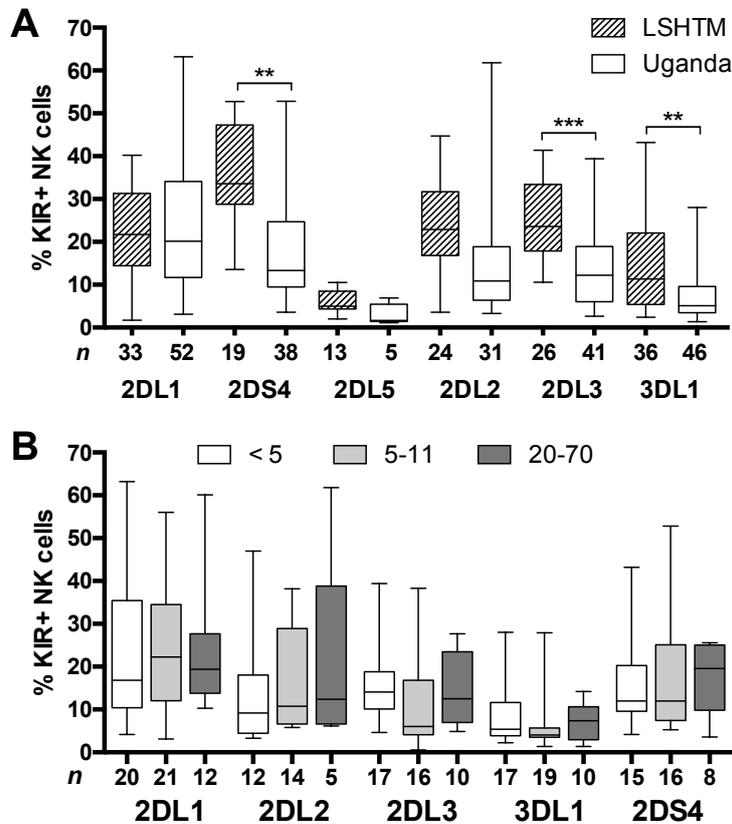 A
LSHTM
Uganda
% KIR+ NK cells
70
60
50
40
30
20
10
0
** *** **
n 33 52 19 38 13 5 24 31 26 41 36 46
2DL1 2DS4 2DL5 2DL2 2DL3 3DL1
B
< 5 5-11 20-70
% KIR+ NK cells
70
60
50
40
30
20
10
0
n 20 21 12 12 14 5 17 16 10 17 19 10 15 16 8
2DL1 2DL2 2DL3 3DL1 2DS4